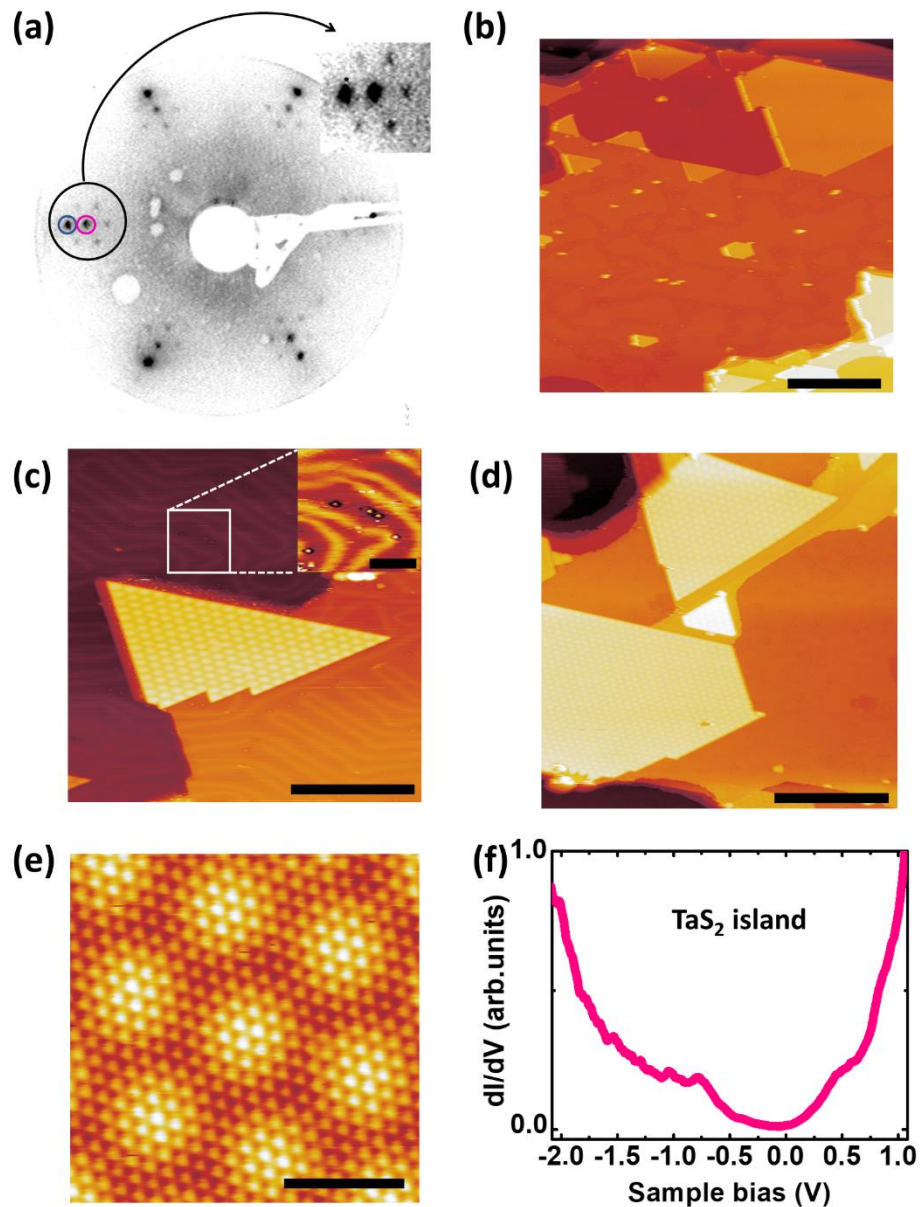 (a)
(b)
(c)
(d)
(e)
(f)
1.0
TaS₂ island
dI/dV (arb.units)
0.0
-2.0 -1.5 -1.0 -0.5 0.0 0.5 1.0
Sample bias (V)